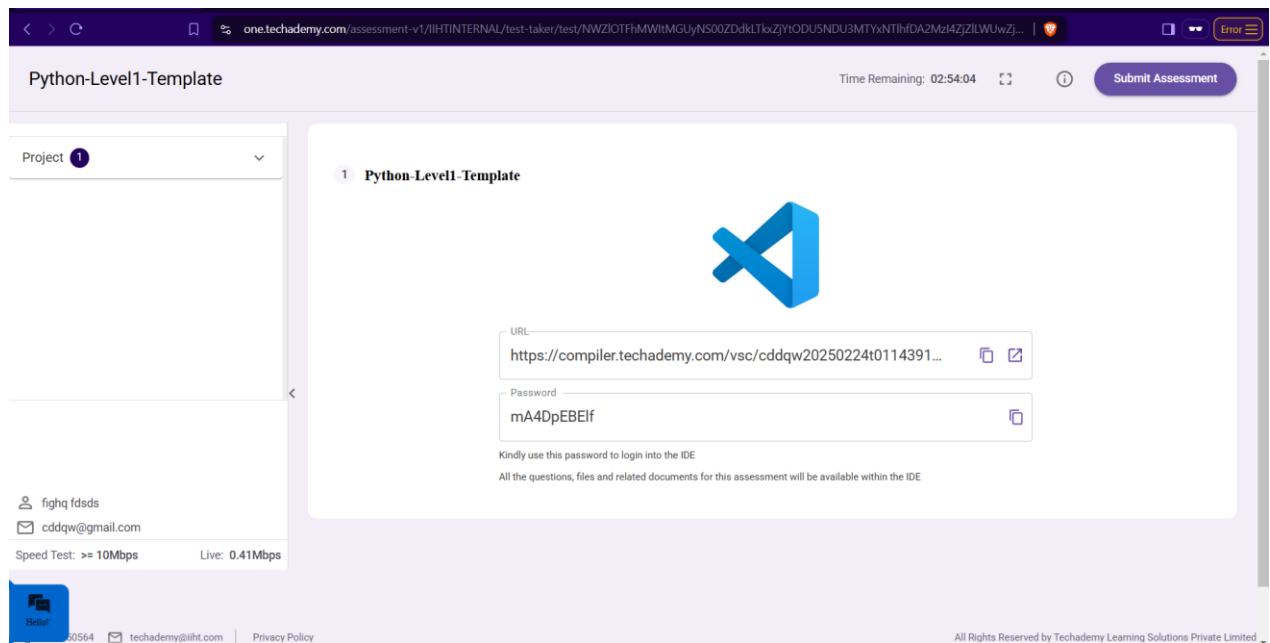 one.techademy.com/assessment-v1/IIHTINTERNAL/test-taker/test/
Error
Python-Level1-Template
Time Remaining: 02:54:04
Submit Assessment
Project 1
1 Python-Level1-Template
URL
https://compiler.techademy.com/vsc/cddqw20250224t0114391...
Password
mA4DpEBElf
Kindly use this password to login into the IDE
All the questions, files and related documents for this assessment will be available within the IDE
fighq fdsds
cddqw@gmail.com
Speed Test: >= 10Mbps Live: 0.41Mbps
Hello!
50564 techademy@iiht.com Privacy Policy All Rights Reserved by Techademy Learning Solutions Private Limited